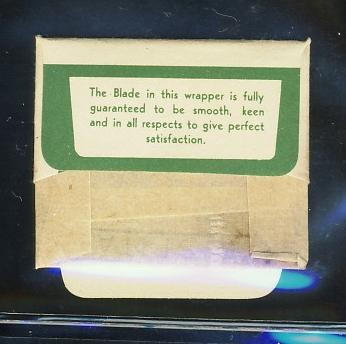 The Blade in this wrapper is fully
guaranteed to be smooth, keen
and in all respects to give perfect
satisfaction.